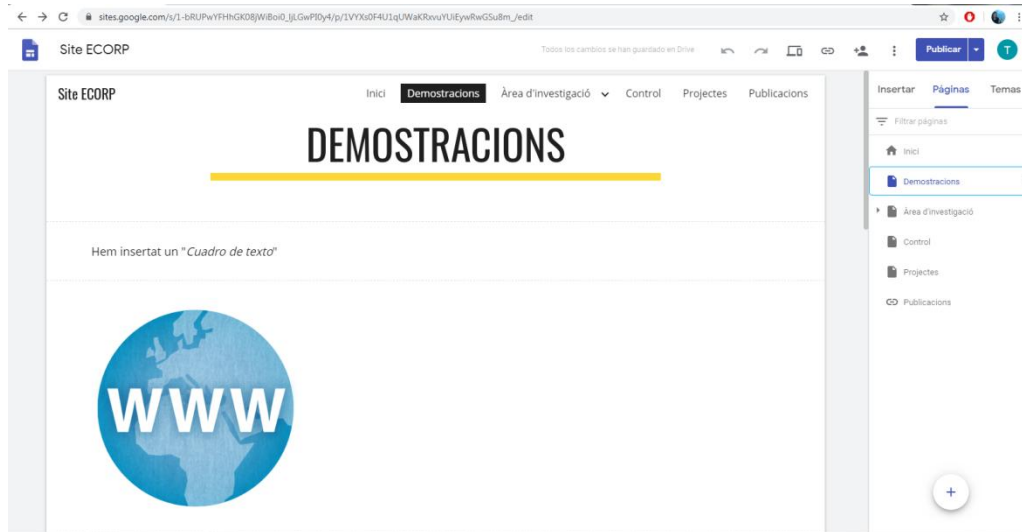 sites.google.com/s/1-bRUPwYFHhGK08jWiBoi0_ljLGwPI0y4/p/1VYXs0F4U1qUWaKRxvuYUiEywRwGSu8m_/edit
Site ECORP
Todos los cambios se han guardado en Drive
Publicar
T
Site ECORP
Inici Demostracions Àrea d'investigació Control Projectes Publicacions
DEMOSTRACIONS
Hem insertat un "Cuadro de texto"
WWW
Insertar Páginas Temas
Filtrar páginas
Inici
Demostracions
Àrea d'investigació
Control
Projectes
Publicacions